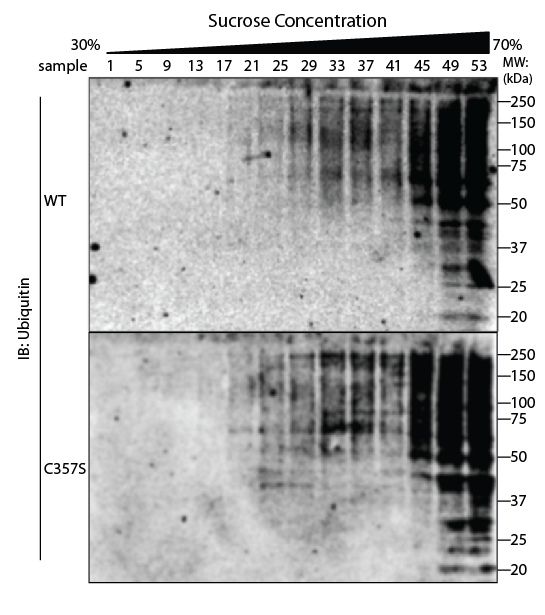 Sucrose Concentration
30% 70%
sample 1 5 9 13 17 21 25 29 33 37 41 45 49 53 MW:
(kDa)
250
150
100
75
WT
50
37
25
20
IB: Ubiquitin
250
150
100
75
50
C357S
37
25
20